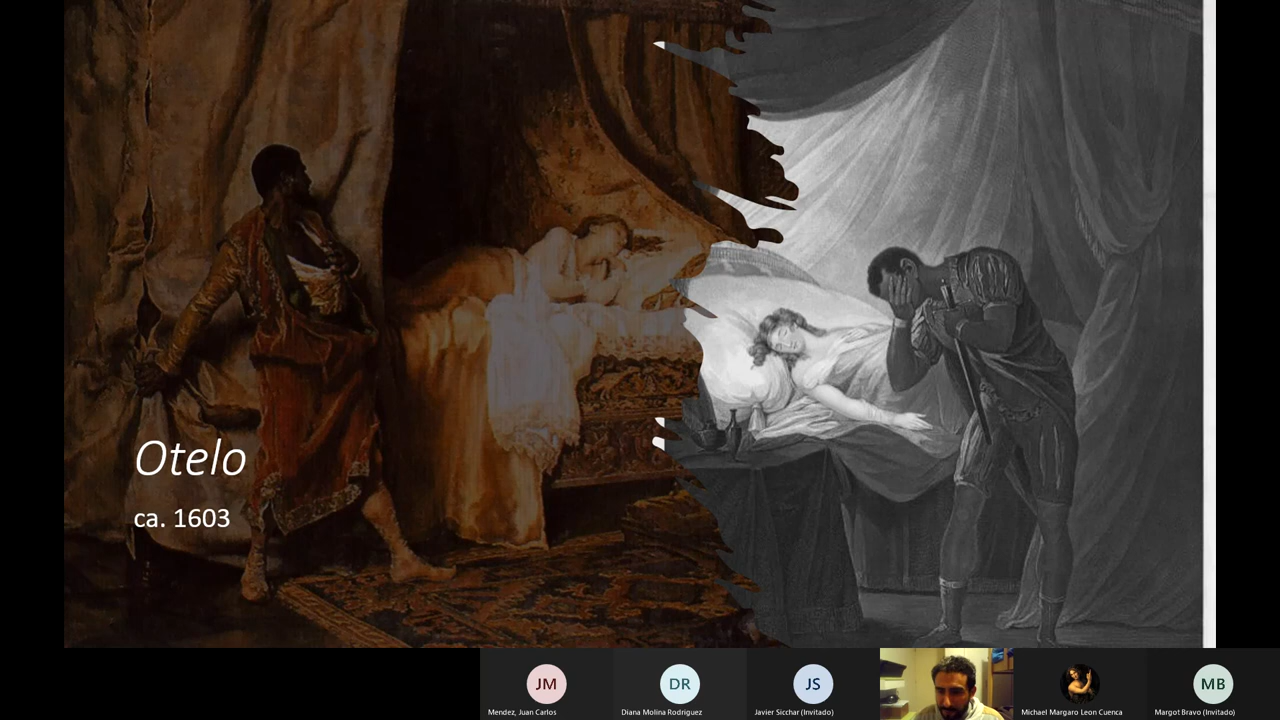 Otelo
ca. 1603
JM
DR
JS
MB
Mendez, Juan Carlos
Diana Molina Rodriguez
Javier Sicchar (Invitado)
Michael Margaro Leon Cuenca
Margot Bravo (Invitado)